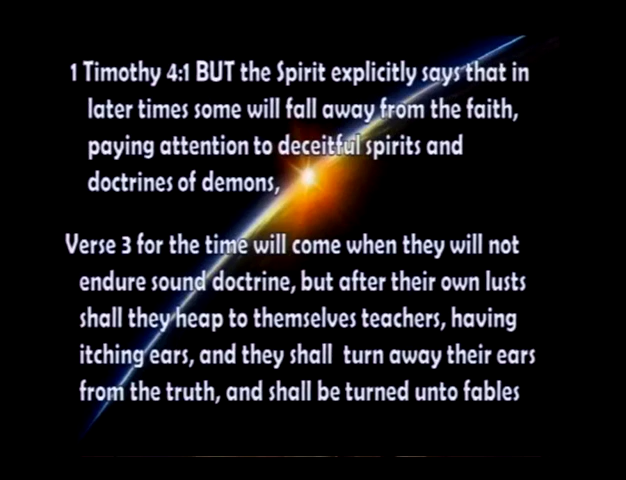 1 Timothy 4:1 BUT the Spirit explicitly says that in
later times some will fall away from the faith,
paying attention to deceitful spirits and
doctrines of demons,
Verse 3 for the time will come when they will not
endure sound doctrine, but after their own lusts
shall they heap to themselves teachers, having
itching ears, and they shall turn away their ears
from the truth, and shall be turned unto fables